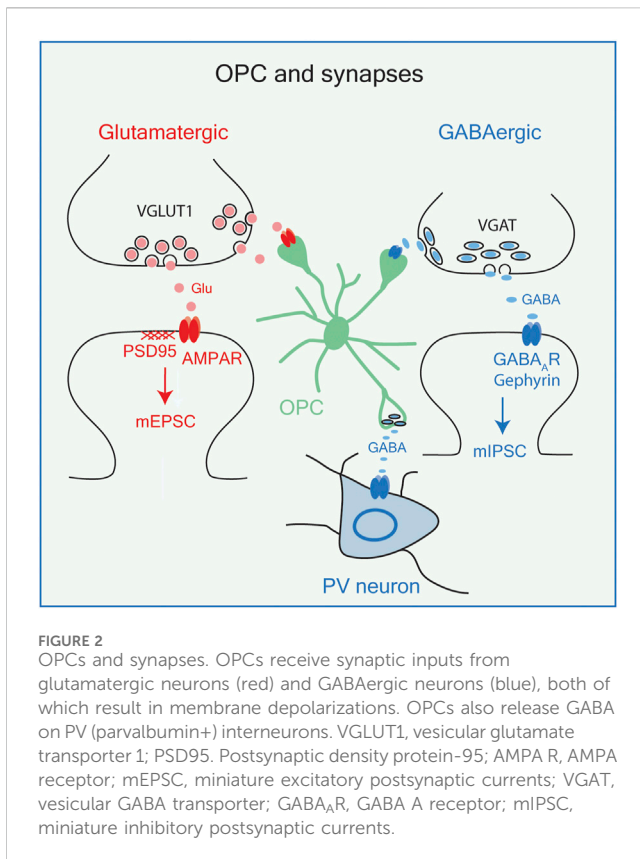 OPC and synapses
Glutamatergic
GABAergic
VGLUT1
VGAT
Glu
GABA
PSD95
AMPAR
GABAAR
Gephyrin
mEPSC
OPC
GABA
mIPSC
PV neuron
FIGURE 2
OPCs and synapses. OPCs receive synaptic inputs from
glutamatergic neurons (red) and GABAergic neurons (blue), both of
which result in membrane depolarizations. OPCs also release GABA
on PV (parvalbumin+) interneurons. VGLUT1, vesicular glutamate
transporter 1; PSD95. Postsynaptic density protein-95; AMPA R, AMPA
receptor; mEPSC, miniature excitatory postsynaptic currents; VGAT,
vesicular GABA transporter; GABAAR, GABA A receptor; mIPSC,
miniature inhibitory postsynaptic currents.